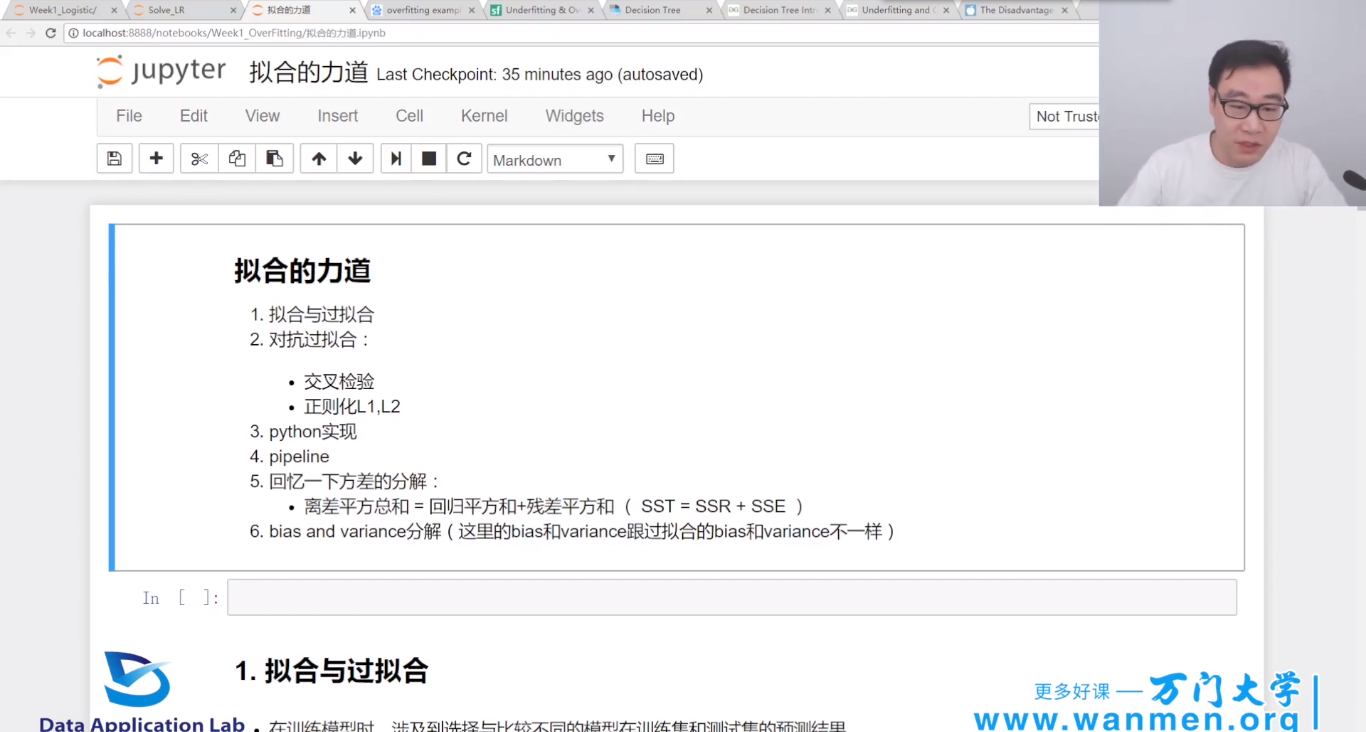 Week1_Logistic/
Solve_LR
拟合的力道
overfitting exampl
Underfitting & Ov
Decision Tree
Decision Tree Intr
Underfitting and O
The Disadvantage
localhost:8888/notebooks/Week1_OverFitting/拟合的力道.ipynb
jupyter 拟合的力道 Last Checkpoint: 35 minutes ago (autosaved)
File Edit View Insert Cell Kernel Widgets Help
Not Trust
Markdown
拟合的力道
1. 拟合与过拟合
2. 对抗过拟合：
• 交叉检验
• 正则化L1,L2
3. python实现
4. pipeline
5. 回忆一下方差的分解：
• 离差平方总和 = 回归平方和+残差平方和 （ SST = SSR + SSE ）
6. bias and variance分解（这里的bias和variance跟过拟合的bias和variance不一样）
In [ ]:
1. 拟合与过拟合
• 在训练模型时，涉及到选择与比较不同的模型在训练集和测试集的预测结果
Data Application Lab
更多好课 — 万门大学
www.wanmen.org